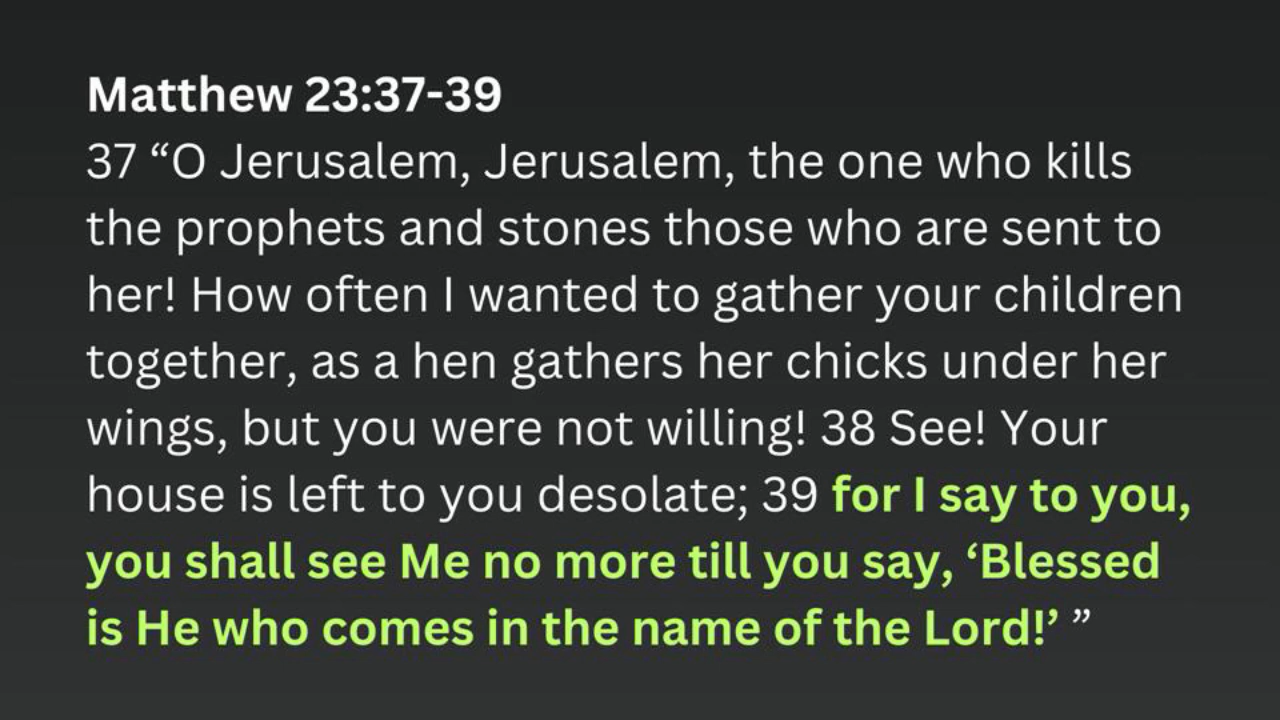 Matthew 23:37-39
37 “O Jerusalem, Jerusalem, the one who kills
the prophets and stones those who are sent to
her! How often I wanted to gather your children
together, as a hen gathers her chicks under her
wings, but you were not willing! 38 See! Your
house is left to you desolate; 39 for I say to you,
you shall see Me no more till you say, ‘Blessed
is He who comes in the name of the Lord!’ ”